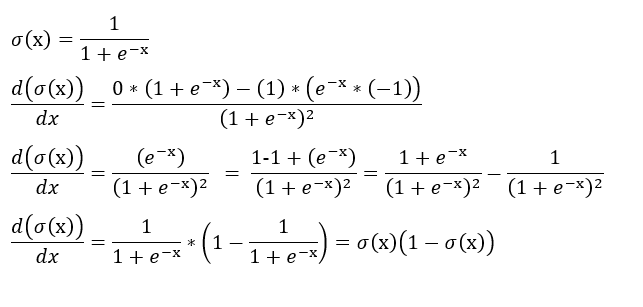 σ(x) = 1 / (1 + e^{-x})
d(σ(x))/dx = (0 * (1 + e^{-x}) − (1) * (e^{-x} * (−1))) / (1 + e^{-x})^2
d(σ(x))/dx = (e^{-x}) / (1 + e^{-x})^2 = (1-1 + (e^{-x})) / (1 + e^{-x})^2 = (1 + e^{-x}) / (1 + e^{-x})^2 − 1 / (1 + e^{-x})^2
d(σ(x))/dx = 1 / (1 + e^{-x}) * (1 − 1 / (1 + e^{-x})) = σ(x)(1 − σ(x))